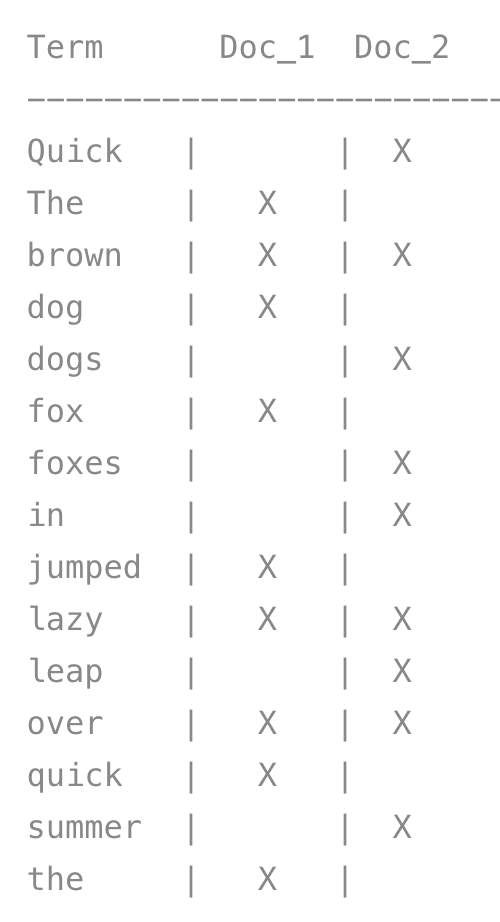 Term      Doc_1  Doc_2
-------------------------
Quick   |       |  X
The     |   X   |
brown   |   X   |  X
dog     |   X   |
dogs    |       |  X
fox     |   X   |
foxes   |       |  X
in      |       |  X
jumped  |   X   |
lazy    |   X   |  X
leap    |       |  X
over    |   X   |  X
quick   |   X   |
summer  |       |  X
the     |   X   |